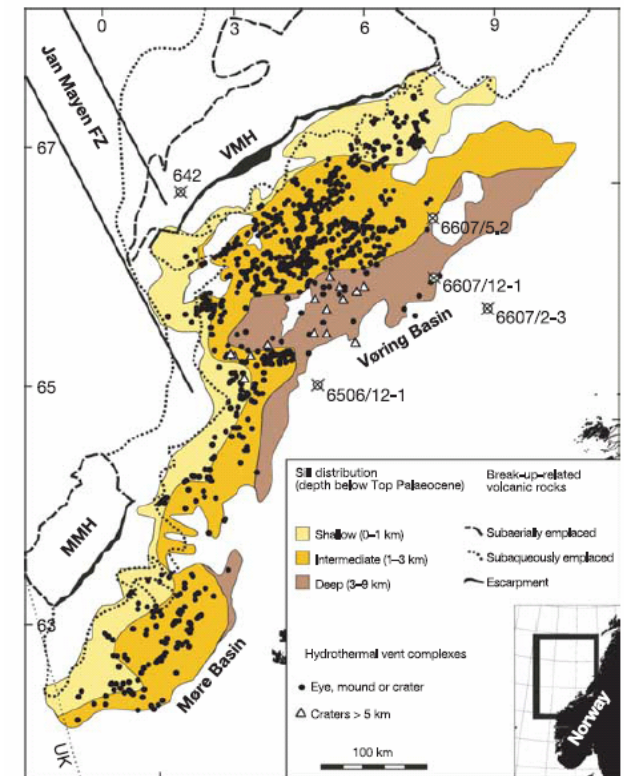 0 3 6 9
Jan Mayen FZ
67
642
VMH
6607/5.2
6607/12-1
6607/2-3
Vøring Basin
65
6506/12-1
MMH
63
Møre Basin
UK
Sill distribution
(depth below Top Palaeocene)
Shallow (0-1 km)
Intermediate (1-3 km)
Deep (3-9 km)
Break-up-related
volcanic rocks
Subaerially emplaced
Subaqueously emplaced
Escarpment
Hydrothermal vent complexes
Eye, mound or crater
Craters > 5 km
100 km
Norway